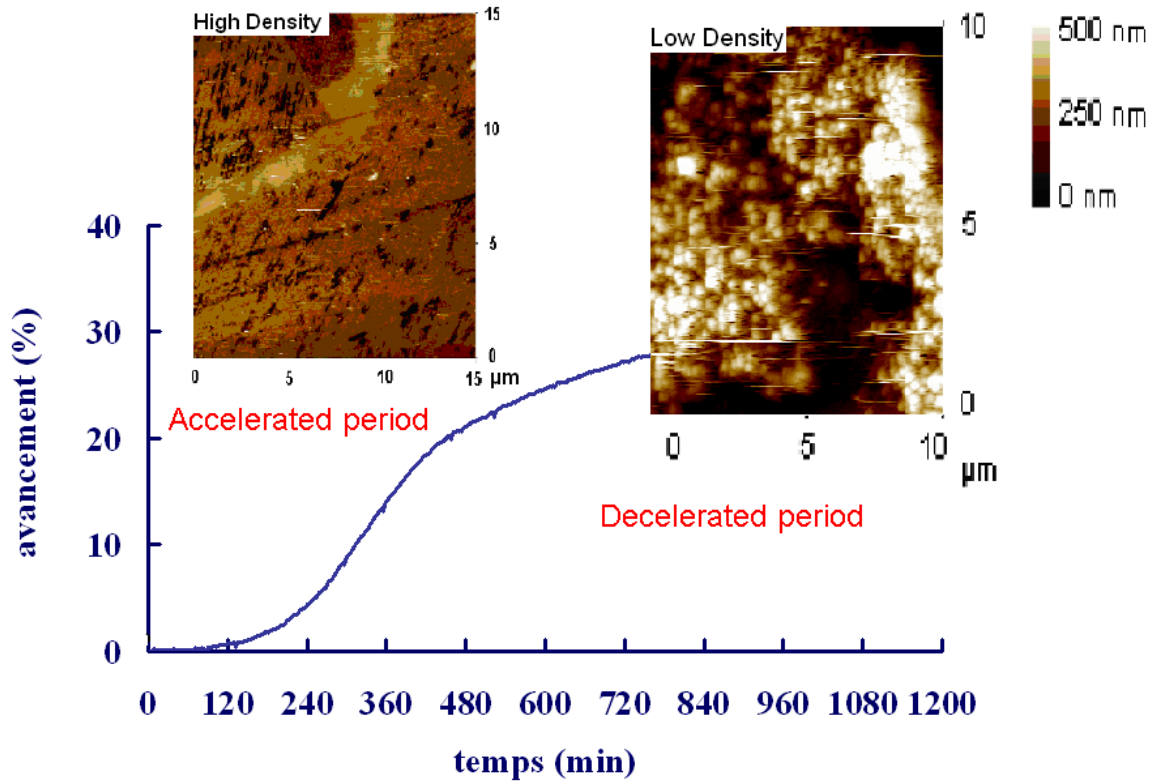 High Density
15
10
5
0
0
5
10
15
µm
Low Density
10
5
0
0
5
10
µm
500 nm
250 nm
0 nm
40
30
20
10
0
avancement (%)
Accelerated period
Decelerated period
0 120 240 360 480 600 720 840 960 1080 1200
temps (min)